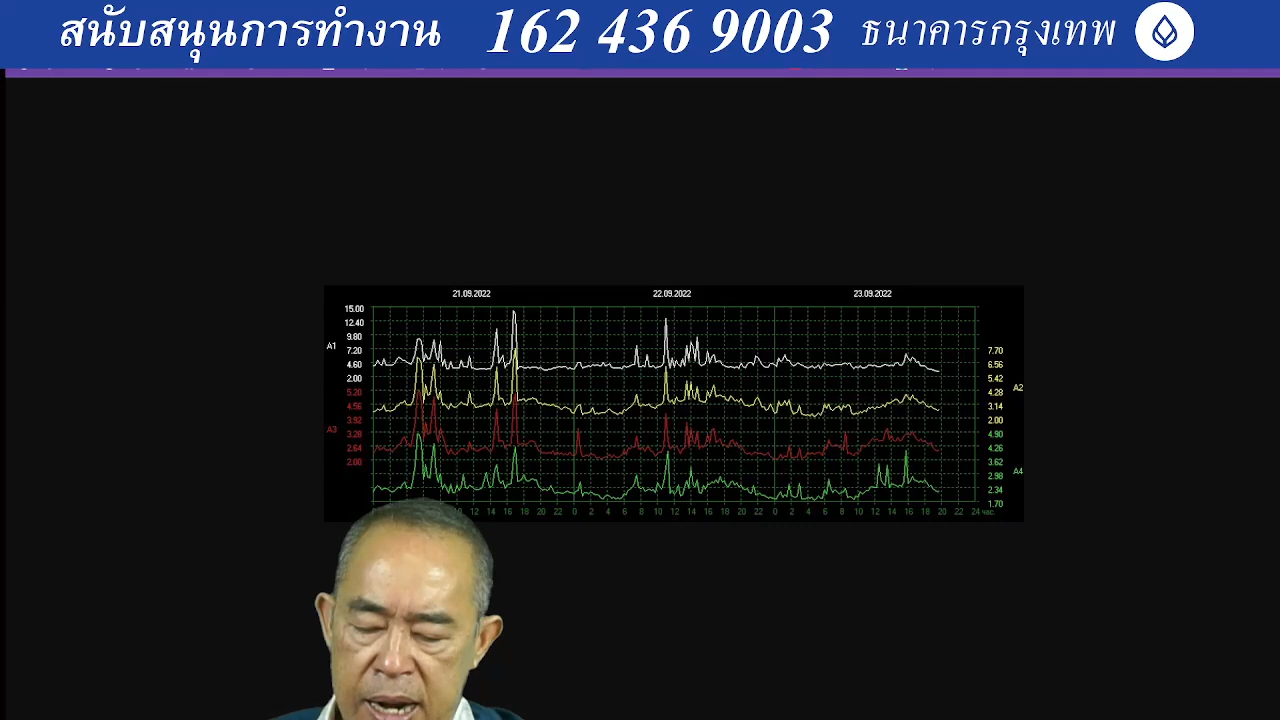 สนับสนุนการทำงาน 162 436 9003 ธนาคารกรุงเทพ
21.09.2022 22.09.2022 23.09.2022
15.00
12.40
9.80
A1
7.20 7.70
4.60 6.56
2.00 5.42
A2
5.20 4.28
4.56 3.14
3.92 2.00
A3
3.28 4.90
2.64 4.26
2.00 3.62
A4
2.98
2.34
1.70
10 12 14 16 18 20 22 0 2 4 6 8 10 12 14 16 18 20 22 0 2 4 6 8 10 12 14 16 18 20 22 24 час.